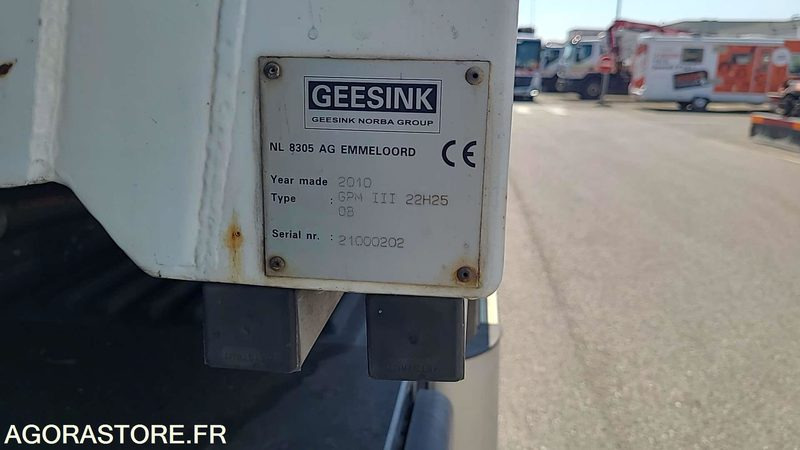 GEESINK
GEESINK NORBA GROUP
NL 8305 AG EMMELOORD
CE
Year made 2010
Type : GPM III 22H25
08
Serial nr. : 21000202
AGORASTORE.FR